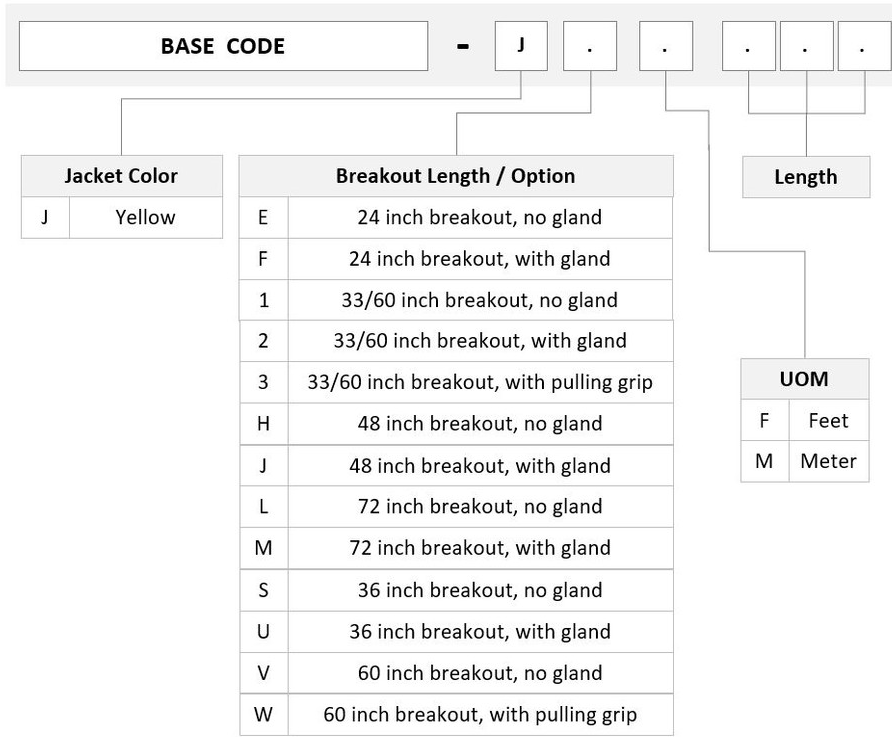 BASE CODE - J . . . . .
Jacket Color
J Yellow
Breakout Length / Option
E 24 inch breakout, no gland
F 24 inch breakout, with gland
1 33/60 inch breakout, no gland
2 33/60 inch breakout, with gland
3 33/60 inch breakout, with pulling grip
H 48 inch breakout, no gland
J 48 inch breakout, with gland
L 72 inch breakout, no gland
M 72 inch breakout, with gland
S 36 inch breakout, no gland
U 36 inch breakout, with gland
V 60 inch breakout, no gland
W 60 inch breakout, with pulling grip
Length
UOM
F Feet
M Meter